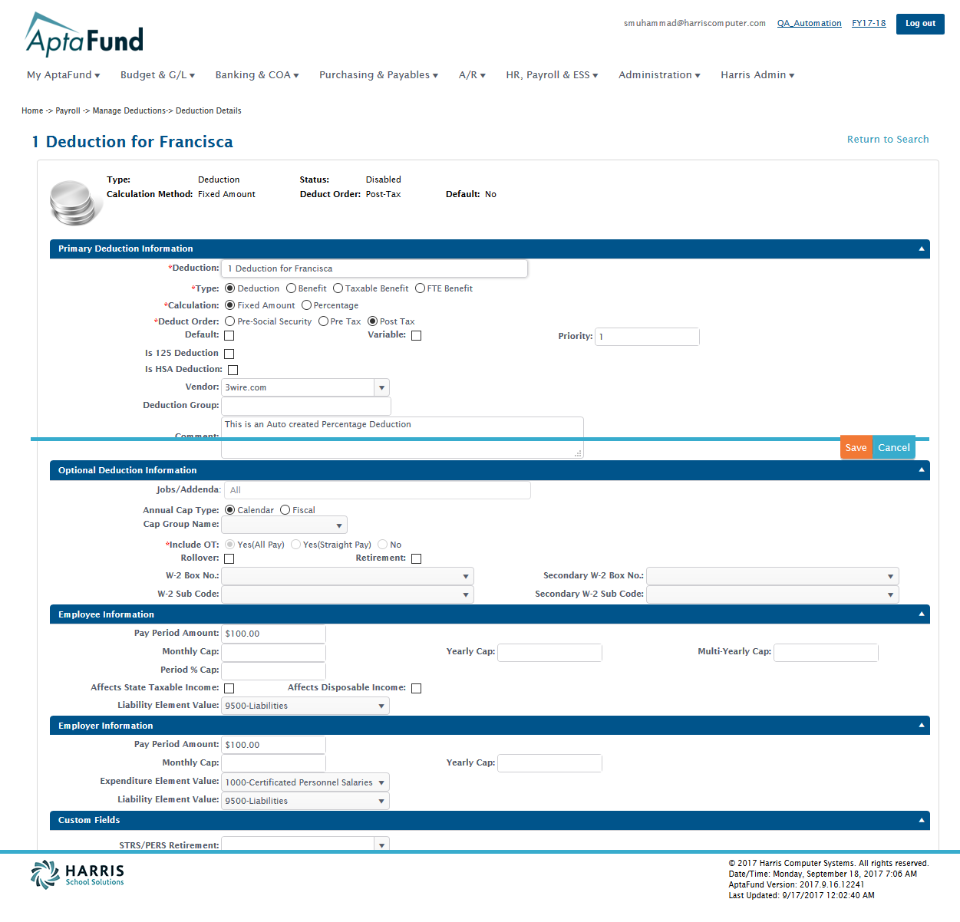 AptaFund
smuhammad@harriscomputer.com QA_Automation FY17-18 Log out
My AptaFund Budget & G/L Banking & COA Purchasing & Payables A/R HR, Payroll & ESS Administration Harris Admin
Home -> Payroll -> Manage Deductions-> Deduction Details
1 Deduction for Francisca
Return to Search
Type: Deduction Status: Disabled
Calculation Method: Fixed Amount Deduct Order: Post-Tax Default: No
Primary Deduction Information
*Deduction: 1 Deduction for Francisca
*Type: Deduction Benefit Taxable Benefit FTE Benefit
*Calculation: Fixed Amount Percentage
*Deduct Order: Pre-Social Security Pre Tax Post Tax
Default: Variable: Priority: 1
Is 125 Deduction
Is HSA Deduction:
Vendor: 3wire.com
Deduction Group:
This is an Auto created Percentage Deduction
Comment:
Save Cancel
Optional Deduction Information
Jobs/Addenda: All
Annual Cap Type: Calendar Fiscal
Cap Group Name:
*Include OT: Yes(All Pay) Yes(Straight Pay) No
Rollover: Retirement:
W-2 Box No.: Secondary W-2 Box No.:
W-2 Sub Code: Secondary W-2 Sub Code:
Employee Information
Pay Period Amount: $100.00
Monthly Cap: Yearly Cap: Multi-Yearly Cap:
Period % Cap:
Affects State Taxable Income: Affects Disposable Income:
Liability Element Value: 9500-Liabilities
Employer Information
Pay Period Amount: $100.00
Monthly Cap: Yearly Cap:
Expenditure Element Value: 1000-Certificated Personnel Salaries
Liability Element Value: 9500-Liabilities
Custom Fields
STRS/PERS Retirement:
HARRIS
School Solutions
© 2017 Harris Computer Systems. All rights reserved.
Date/Time: Monday, September 18, 2017 7:06 AM
AptaFund Version: 2017.9.16.12241
Last Updated: 9/17/2017 12:02:40 AM